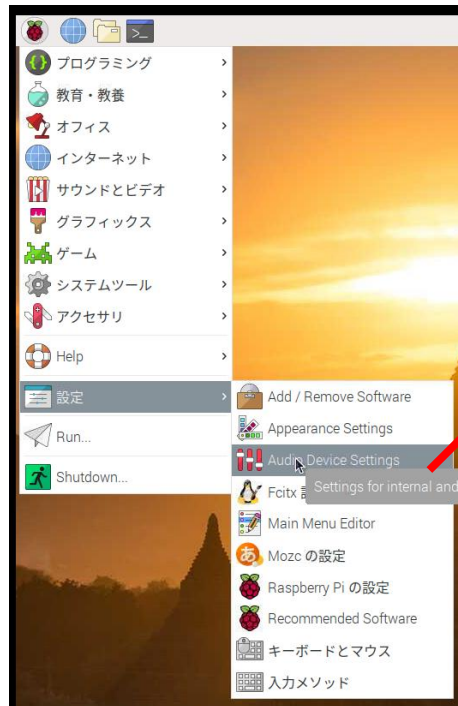 プログラミング
教育・教養
オフィス
インターネット
サウンドとビデオ
グラフィックス
ゲーム
システムツール
アクセサリ
Help
設定
Run...
Shutdown...
Add / Remove Software
Appearance Settings
Audio Device Settings
Settings for internal and
Fcitx
Main Menu Editor
Mozc の設定
Raspberry Pi の設定
Recommended Software
キーボードとマウス
入力メソッド